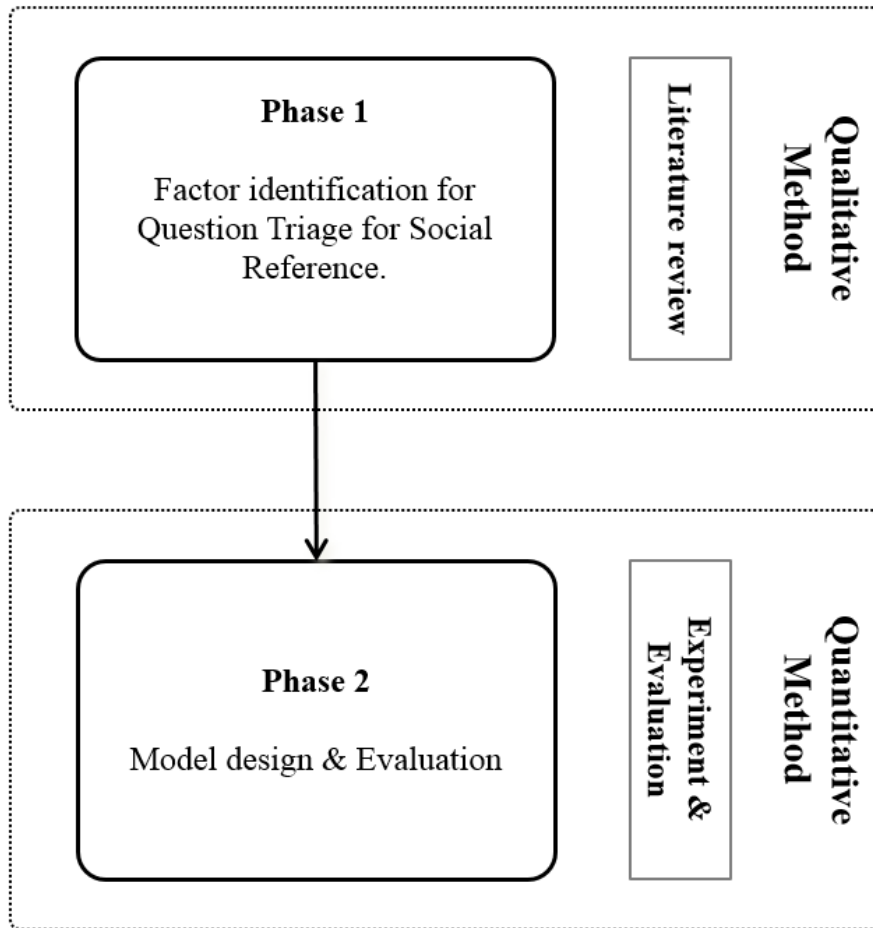 Phase 1
Factor identification for
Question Triage for Social
Reference.
Literature review
Qualitative
Method
Phase 2
Model design & Evaluation
Experiment &
Evaluation
Quantitative
Method